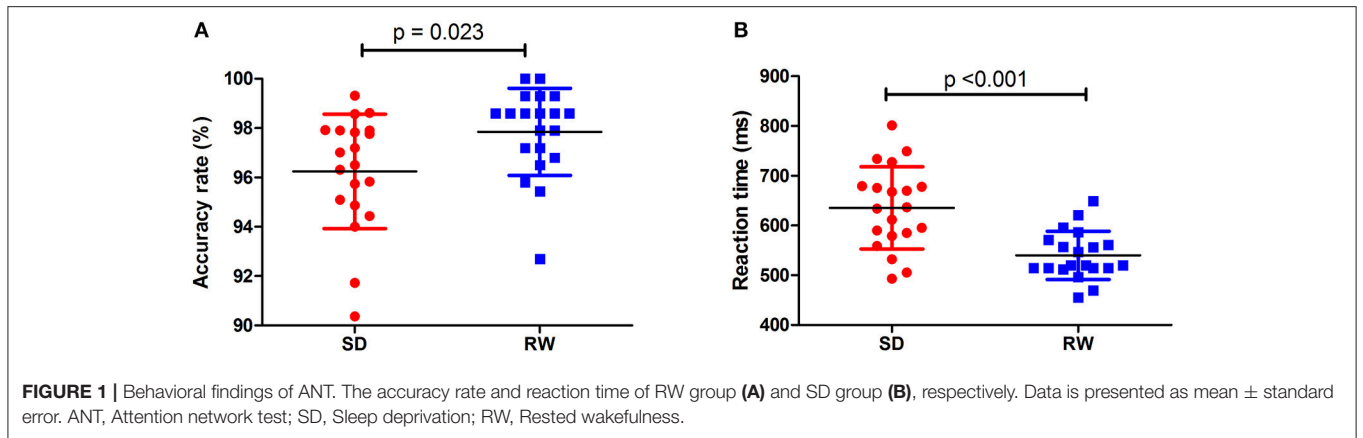 A
p = 0.023
Accuracy rate (%)
100
98
96
94
92
90
SD
RW
B
p <0.001
Reaction time (ms)
900
800
700
600
500
400
SD
RW
FIGURE 1 | Behavioral findings of ANT. The accuracy rate and reaction time of RW group (A) and SD group (B), respectively. Data is presented as mean ± standard
error. ANT, Attention network test; SD, Sleep deprivation; RW, Rested wakefulness.